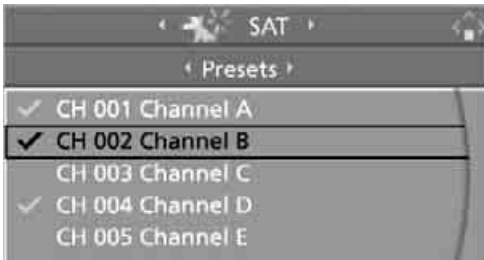 SAT
Presets
CH 001 Channel A
CH 002 Channel B
CH 003 Channel C
CH 004 Channel D
CH 005 Channel E